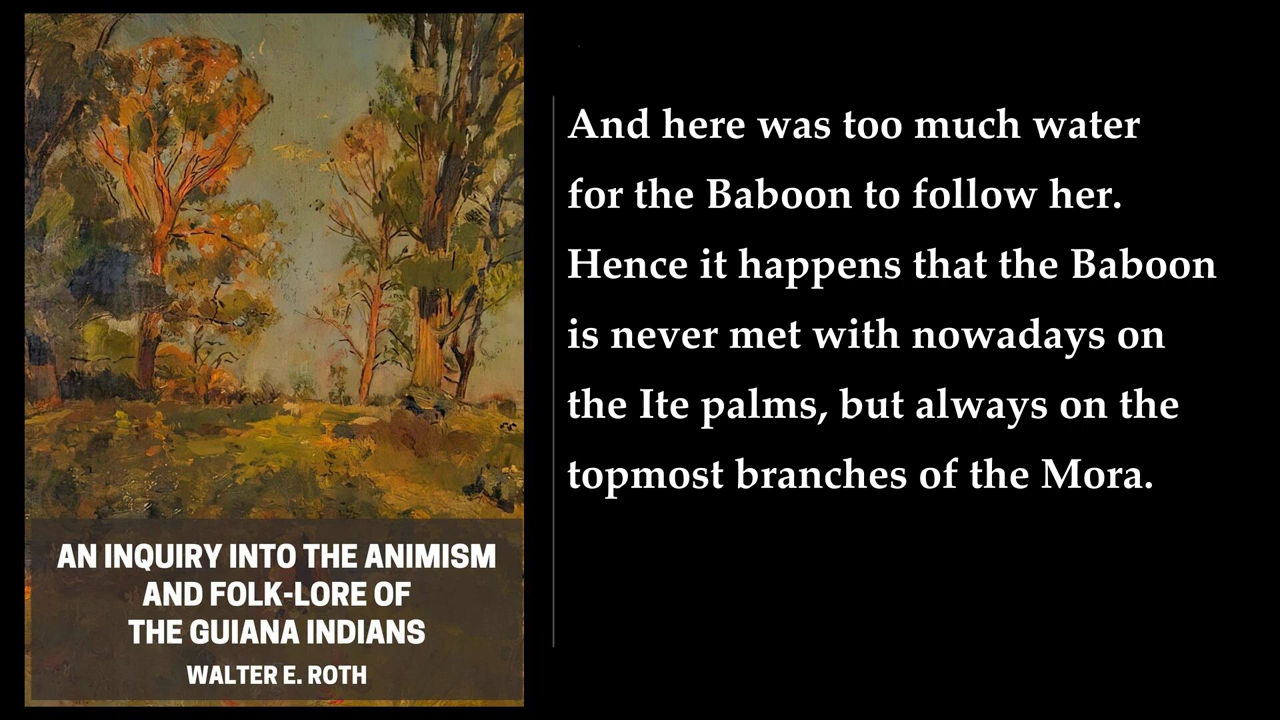 And here was too much water
for the Baboon to follow her.
Hence it happens that the Baboon
is never met with nowadays on
the Ite palms, but always on the
topmost branches of the Mora.
AN INQUIRY INTO THE ANIMISM
AND FOLK-LORE OF
THE GUIANA INDIANS
WALTER E. ROTH